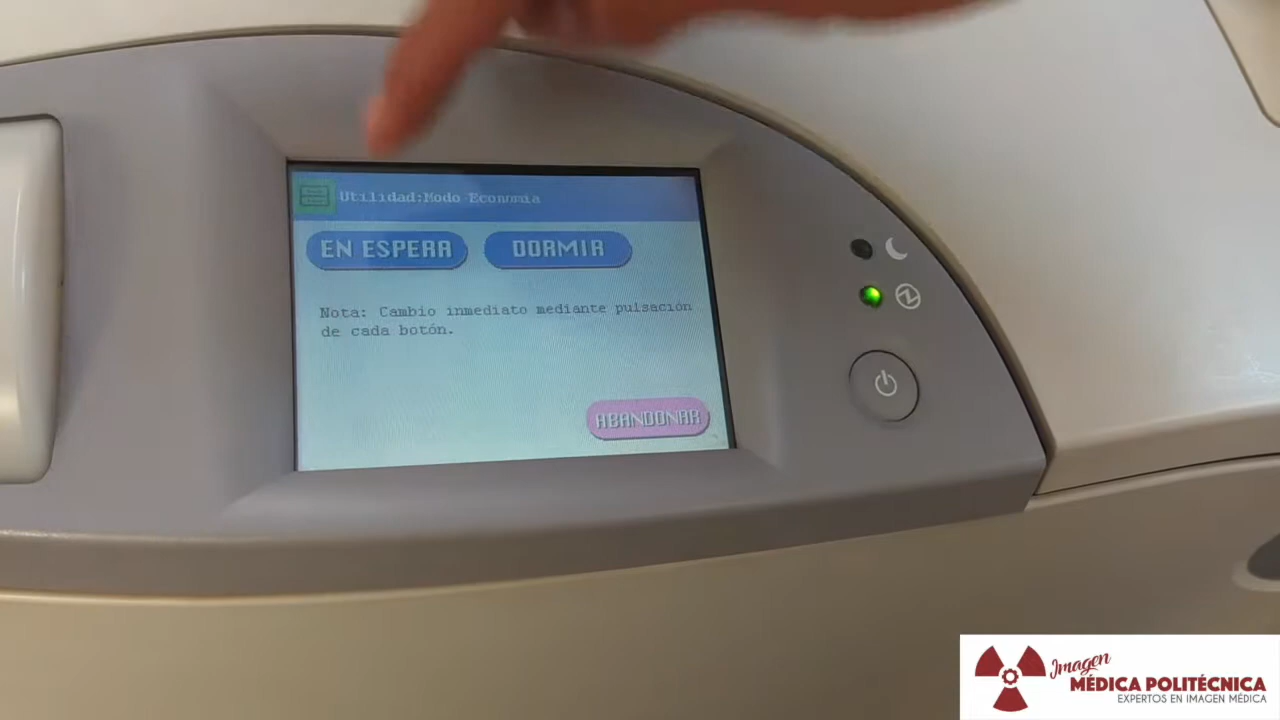 Utilidad:Modo Economia
EN ESPERA
DORMIR
Nota: Cambio inmediato mediante pulsación
de cada botón.
ABANDONAR
Imagen
MÉDICA POLITÉCNICA
EXPERTOS EN IMAGEN MÉDICA